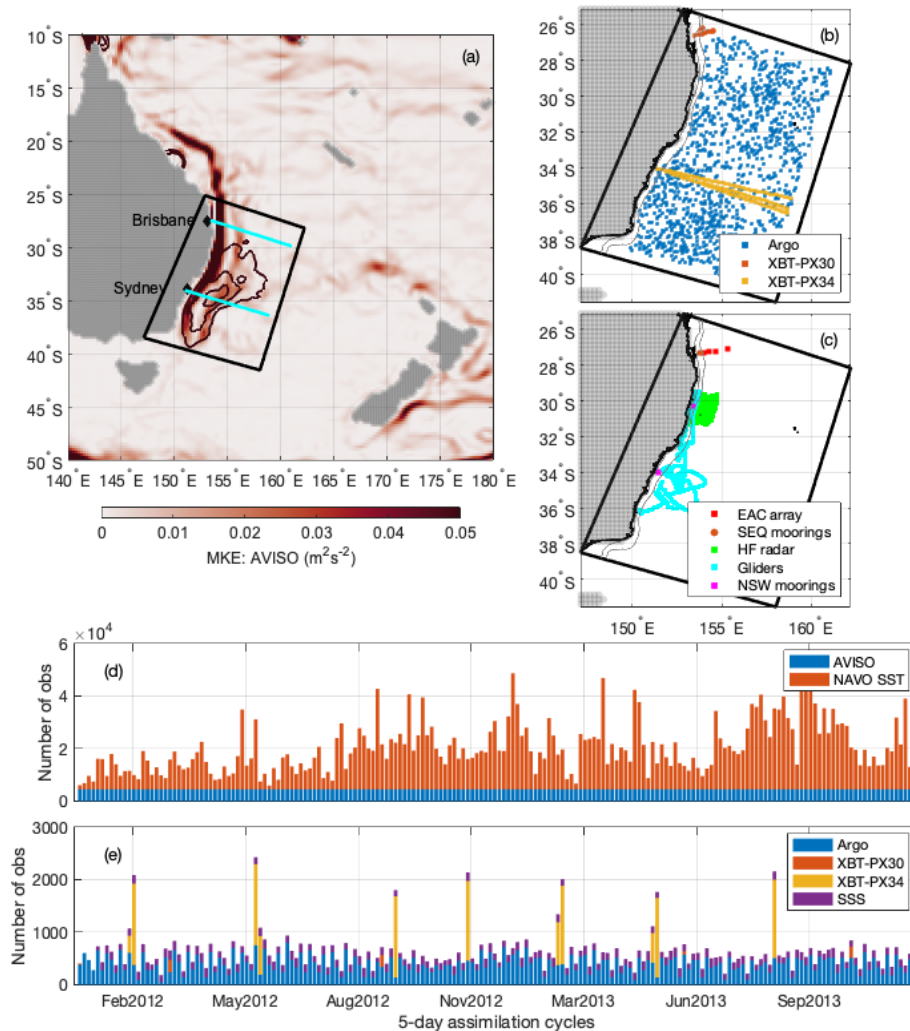 10°S
15°S
20°S
25°S
30°S
35°S
40°S
45°S
50°S
(a)
Brisbane
Sydney
140°E 145°E 150°E 155°E 160°E 165°E 170°E 175°E 180°E
0 0.01 0.02 0.03 0.04 0.05
MKE: AVISO (m²s⁻²)
26°S
28°S
30°S
32°S
34°S
36°S
38°S
40°S
(b)
Argo
XBT-PX30
XBT-PX34
26°S
28°S
30°S
32°S
34°S
36°S
38°S
40°S
(c)
EAC array
SEQ moorings
HF radar
Gliders
NSW moorings
150°E 155°E 160°E
×10⁴
6
4
2
0
Number of obs
(d)
AVISO
NAVO SST
3000
2000
1000
0
Number of obs
(e)
Argo
XBT-PX30
XBT-PX34
SSS
Feb2012 May2012 Aug2012 Nov2012 Mar2013 Jun2013 Sep2013
5-day assimilation cycles